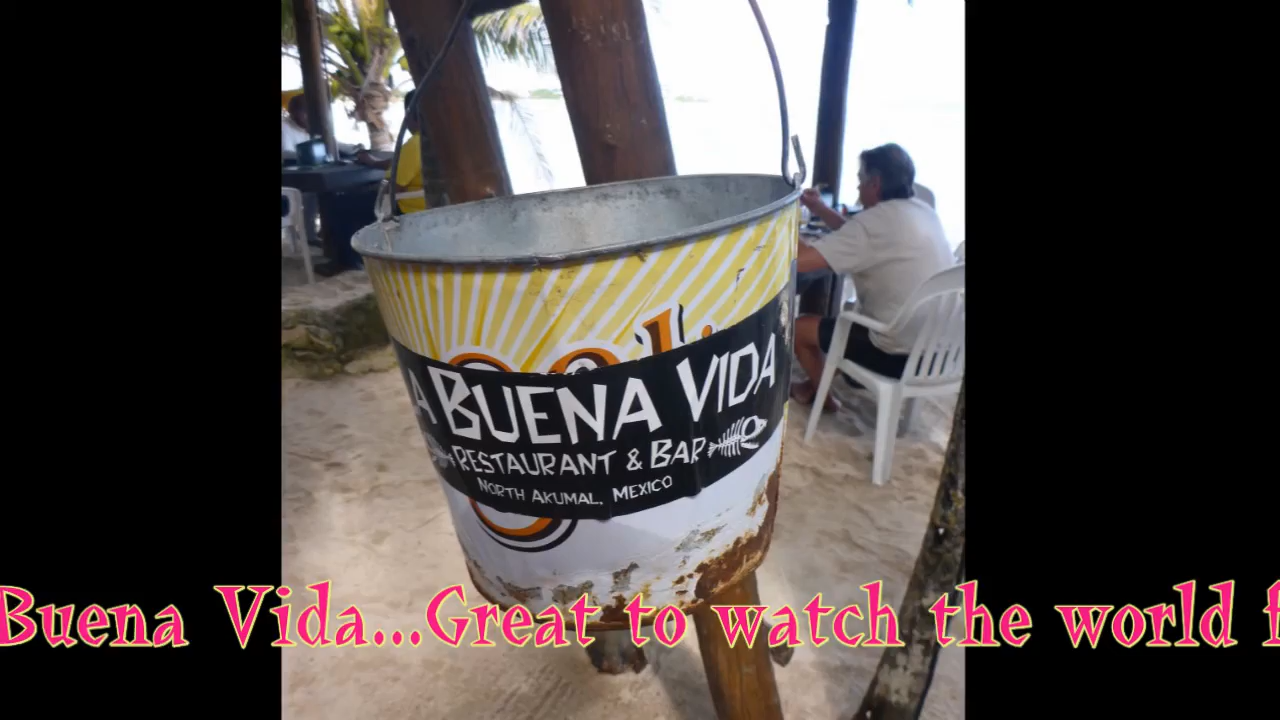 A BUENA VIDA
RESTAURANT & BAR
NORTH AKUMAL, MEXICO
Buena Vida...Great to watch the world f